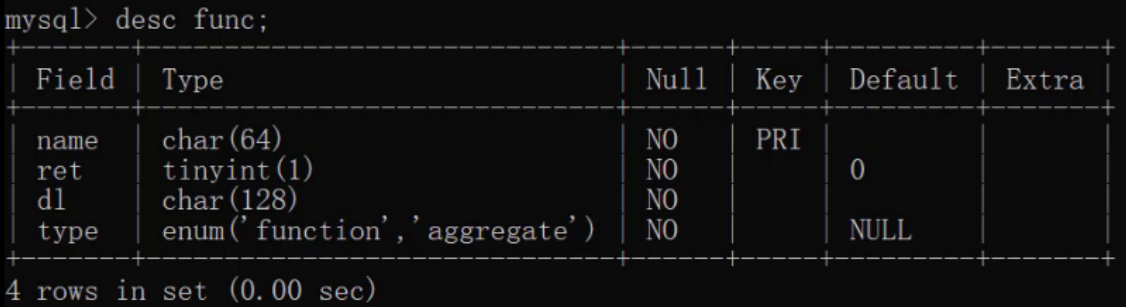 mysql> desc func;
+-------+------------------------------+------+-----+---------+-------+
| Field | Type                         | Null | Key | Default | Extra |
+-------+------------------------------+------+-----+---------+-------+
| name  | char(64)                     | NO   | PRI |         |       |
| ret   | tinyint(1)                   | NO   |     | 0       |       |
| dl    | char(128)                    | NO   |     |         |       |
| type  | enum('function','aggregate') | NO   |     | NULL    |       |
+-------+------------------------------+------+-----+---------+-------+
4 rows in set (0.00 sec)